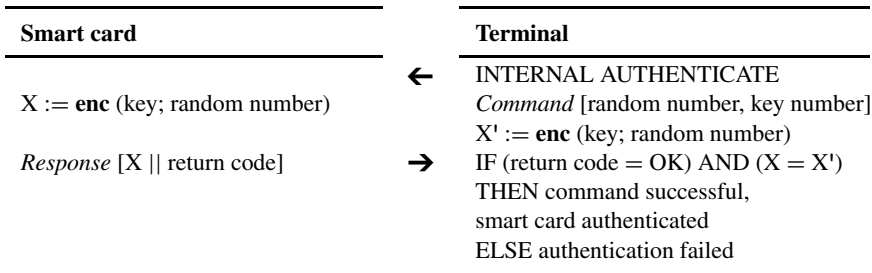 Smart card Terminal
← INTERNAL AUTHENTICATE
X := enc (key; random number) Command [random number, key number]
X' := enc (key; random number)
Response [X || return code] → IF (return code = OK) AND (X = X')
THEN command successful,
smart card authenticated
ELSE authentication failed